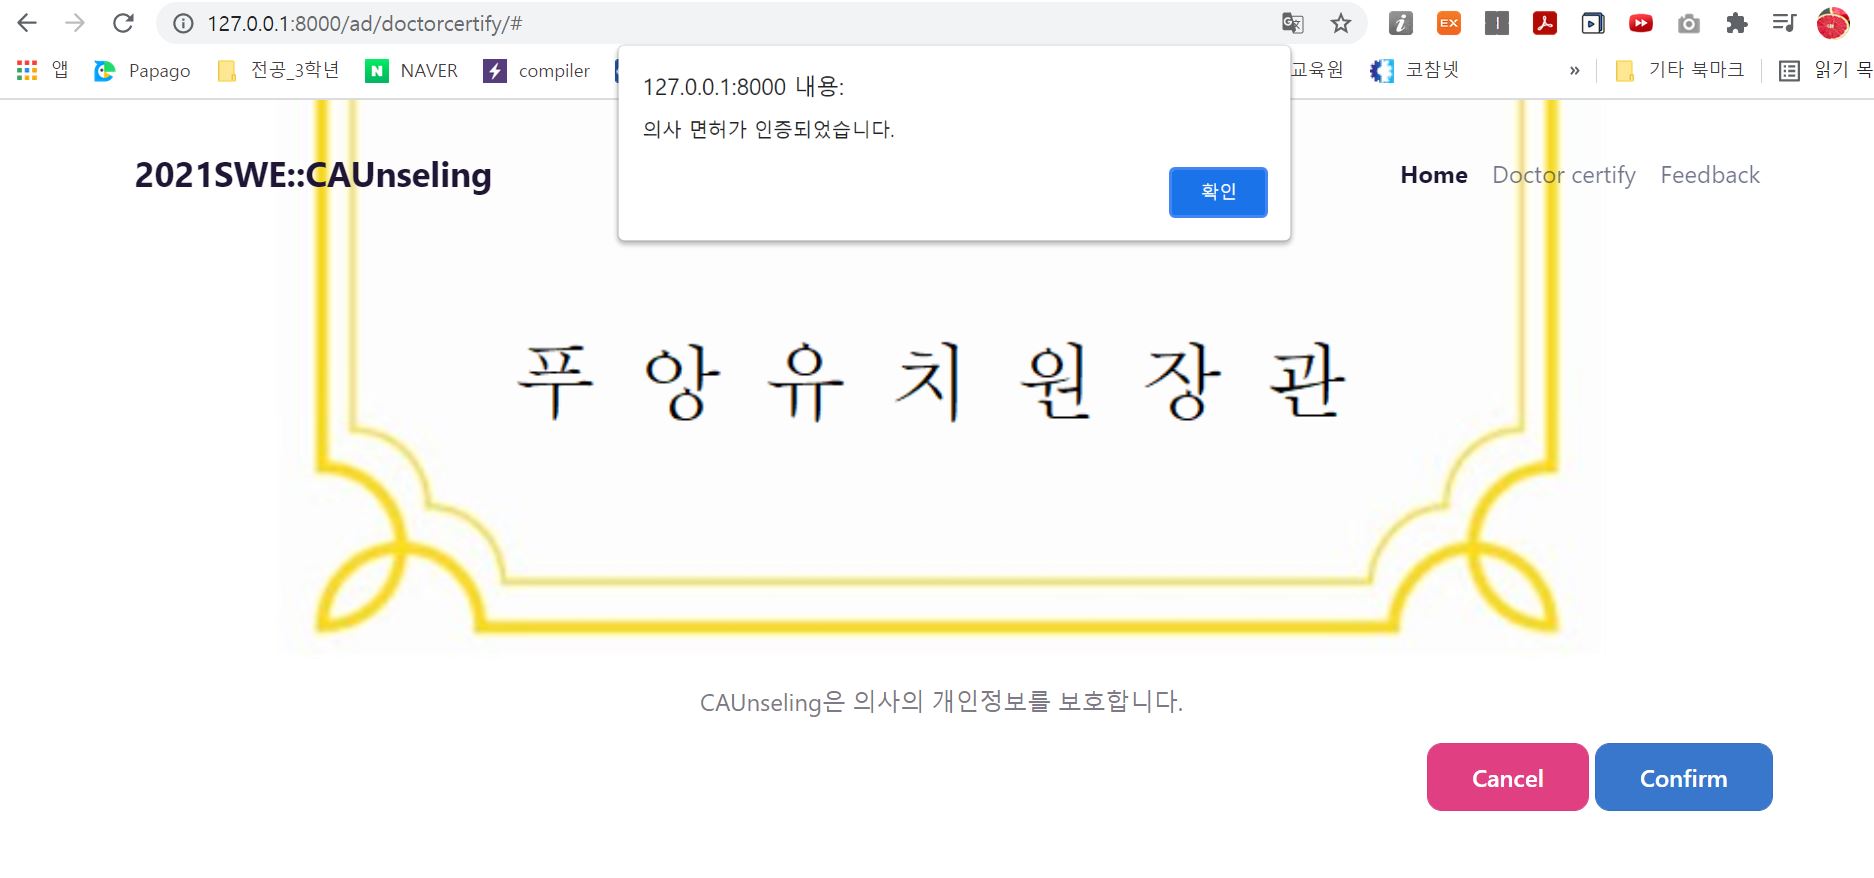 127.0.0.1:8000/ad/doctorcertify/#
앱 Papago 전공_3학년 NAVER compiler 교육원 코참넷 » 기타 북마크 읽기 목
127.0.0.1:8000 내용:
의사 면허가 인증되었습니다.
확인
2021SWE::CAUnseling Home Doctor certify Feedback
푸앙유치원장관
CAUnseling은 의사의 개인정보를 보호합니다.
Cancel Confirm